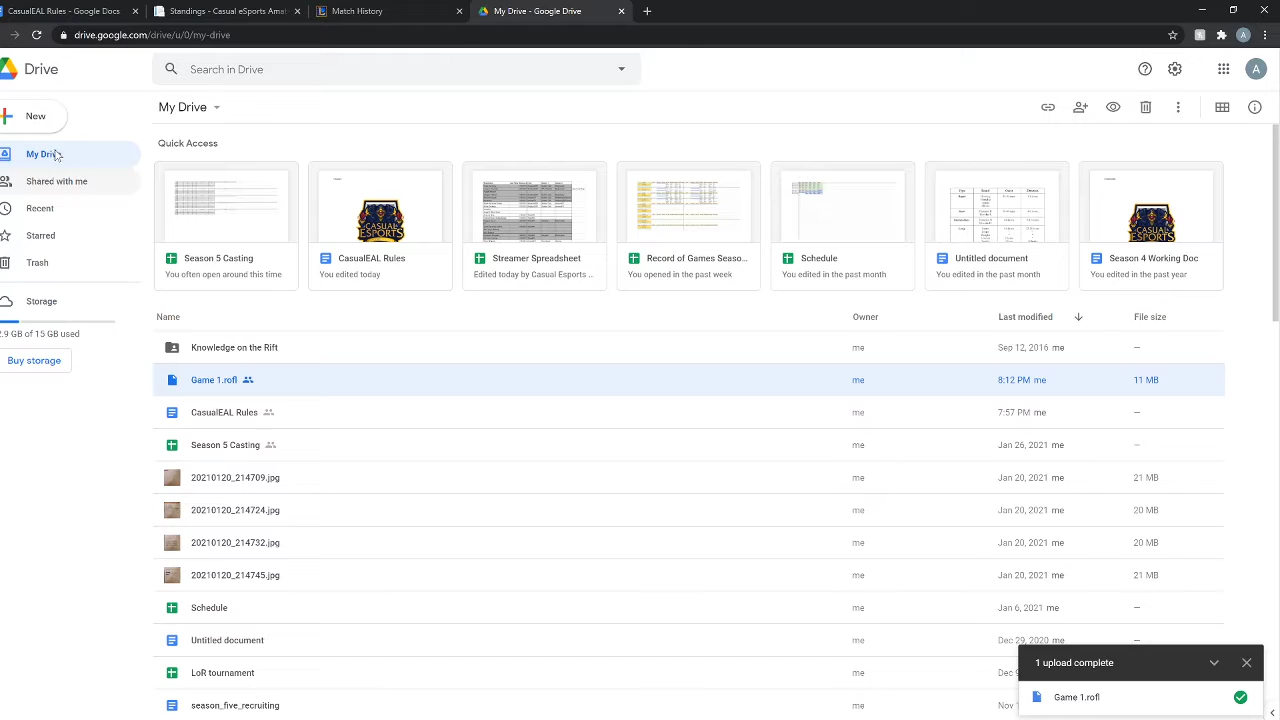 CasualEAL Rules - Google Docs
Standings - Casual eSports Amat
Match History
My Drive - Google Drive
drive.google.com/drive/u/0/my-drive
A
Drive
Search in Drive
A
New
My Drive
Shared with me
Recent
Starred
Trash
Storage
2.9 GB of 15 GB used
Buy storage
My Drive
Quick Access
CASUAL
ESPORTS
CASUAL
ESPORTS
Season 5 Casting
You often open around this time
CasualEAL Rules
You edited today
Streamer Spreadsheet
Edited today by Casual Esports ...
Record of Games Seaso...
You opened in the past week
Schedule
You edited in the past month
Untitled document
You edited in the past month
Season 4 Working Doc
You edited in the past year
Name Owner Last modified File size
Knowledge on the Rift me Sep 12, 2016 me —
Game 1.rofl me 8:12 PM me 11 MB
CasualEAL Rules me 7:57 PM me —
Season 5 Casting me Jan 26, 2021 me —
20210120_214709.jpg me Jan 20, 2021 me 21 MB
20210120_214724.jpg me Jan 20, 2021 me 20 MB
20210120_214732.jpg me Jan 20, 2021 me 20 MB
20210120_214745.jpg me Jan 20, 2021 me 21 MB
Schedule me Jan 6, 2021 me —
Untitled document me Dec 29, 2020 me —
LoR tournament me Dec
season_five_recruiting me Nov
1 upload complete
Game 1.rofl